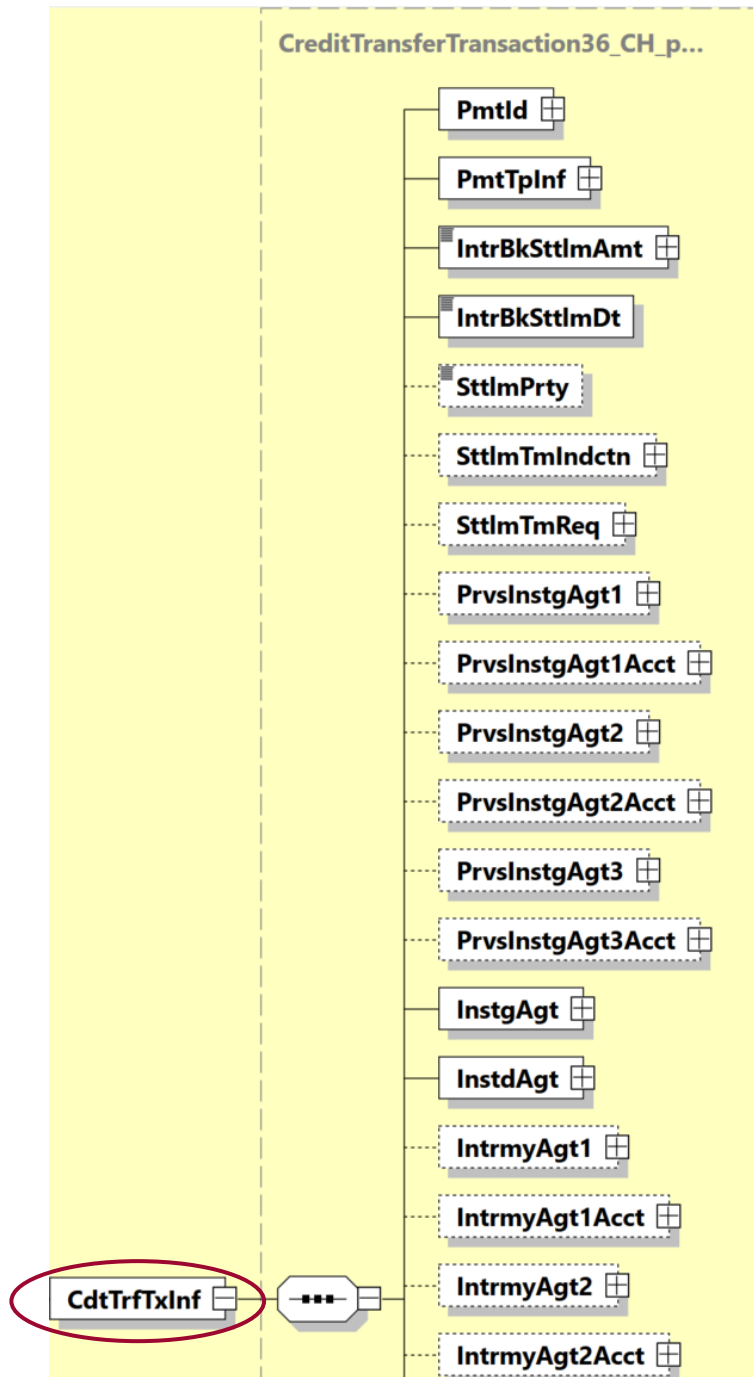 CreditTransferTransaction36_CH_p...
PmtId
PmtTpInf
IntrBkSttlmAmt
IntrBkSttlmDt
SttlmPrty
SttlmTmIndctn
SttlmTmReq
PrvsInstgAgt1
PrvsInstgAgt1Acct
PrvsInstgAgt2
PrvsInstgAgt2Acct
PrvsInstgAgt3
PrvsInstgAgt3Acct
InstgAgt
InstdAgt
IntrmyAgt1
IntrmyAgt1Acct
CdtTrfTxInf
IntrmyAgt2
IntrmyAgt2Acct